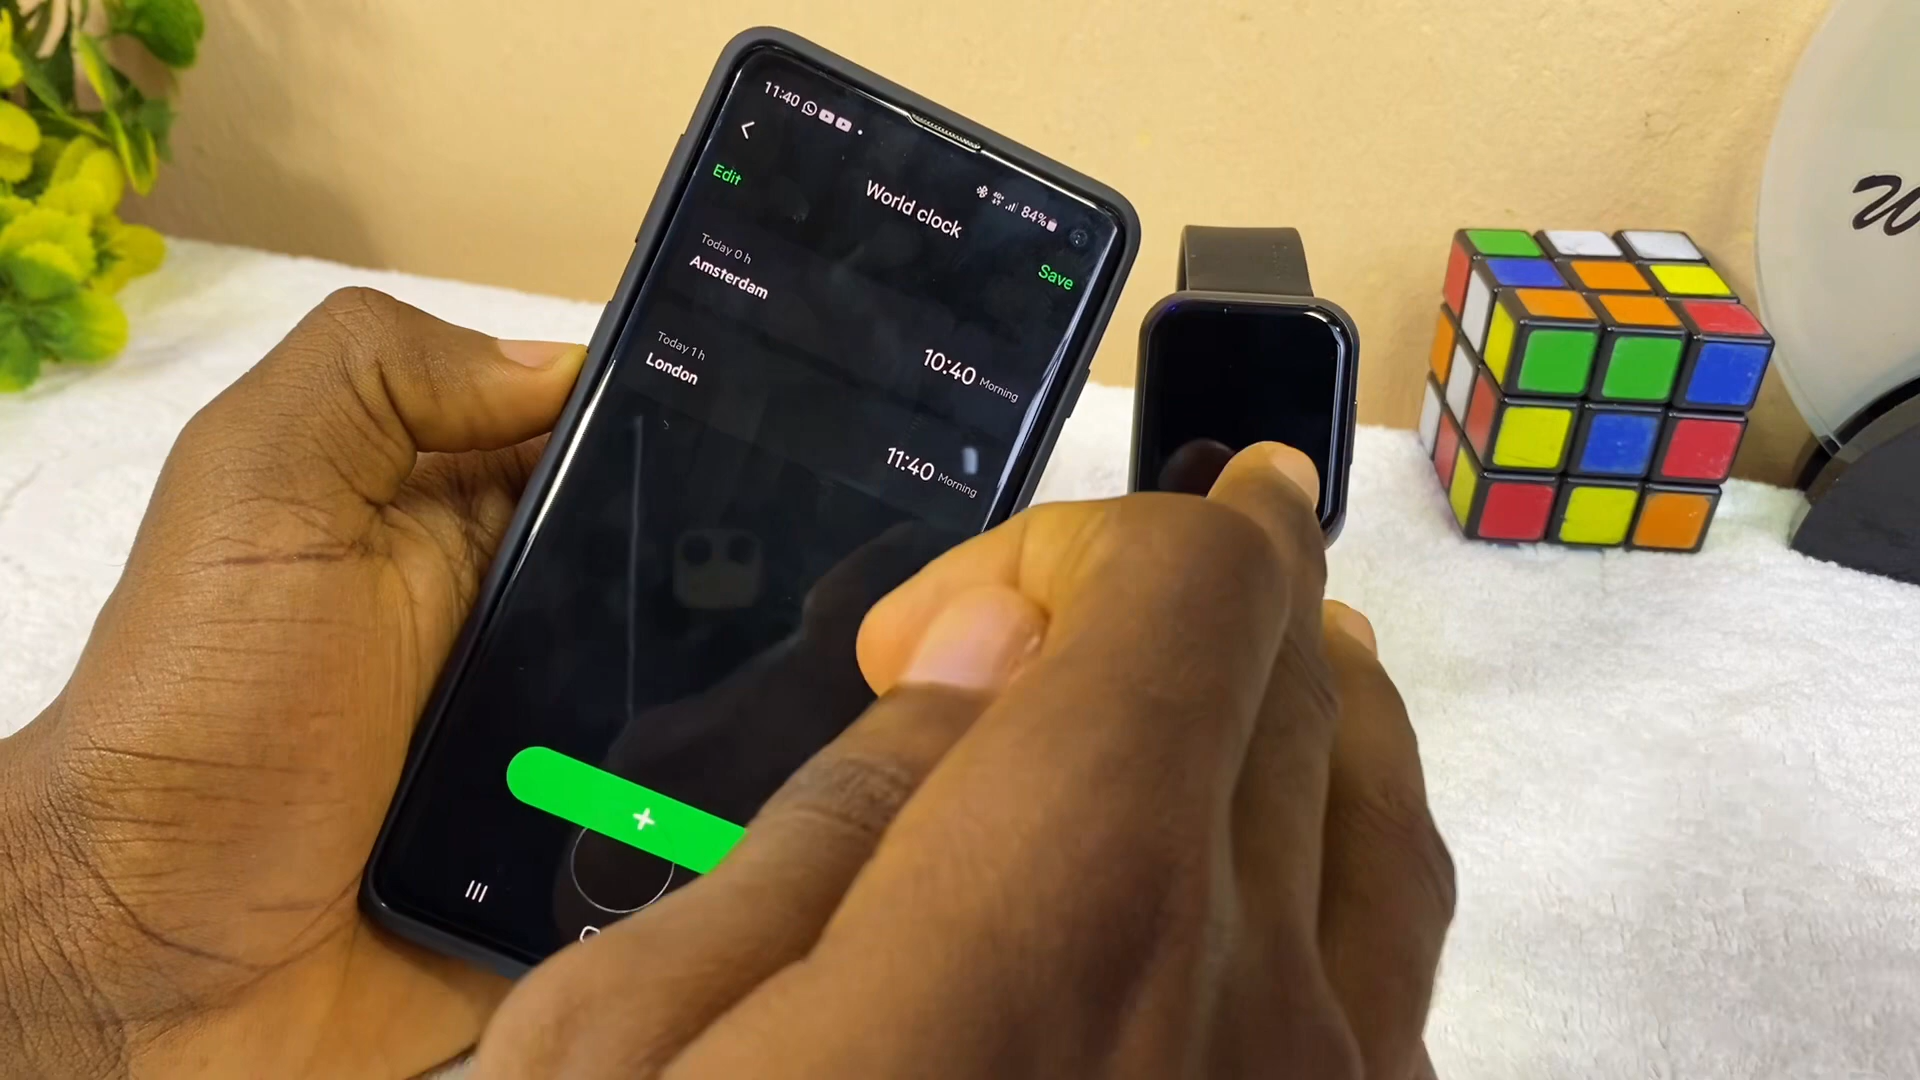 11:40
84%
Edit
World clock
Save
Today 0 h
Amsterdam
10:40 Morning
Today 1 h
London
11:40 Morning
+